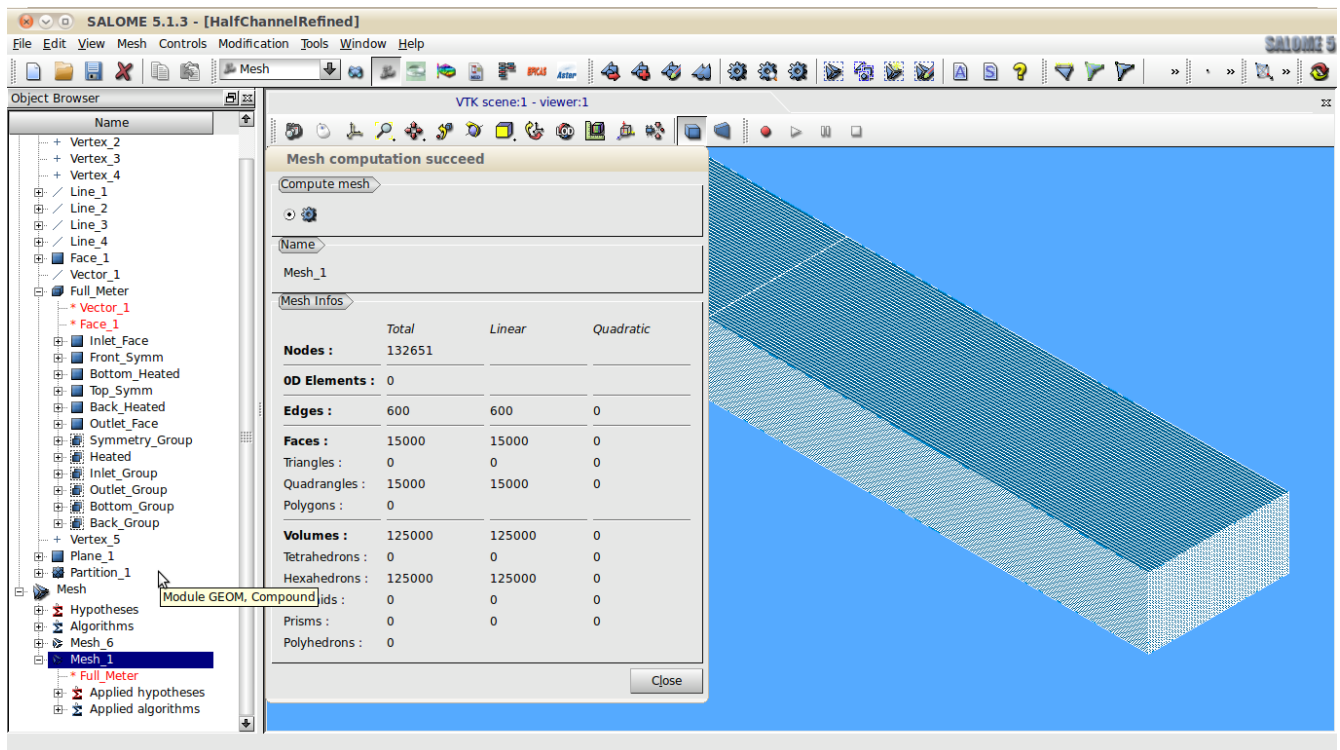 SALOME 5.1.3 - [HalfChannelRefined]
File Edit View Mesh Controls Modification Tools Window Help
SALOME 5
Mesh
Object Browser
VTK scene:1 - viewer:1
Name
Vertex_2
Vertex_3
Vertex_4
Line_1
Line_2
Line_3
Line_4
Face_1
Vector_1
Full_Meter
* Vector_1
* Face_1
Inlet_Face
Front_Symm
Bottom_Heated
Top_Symm
Back_Heated
Outlet_Face
Symmetry_Group
Heated
Inlet_Group
Outlet_Group
Bottom_Group
Back_Group
Vertex_5
Plane_1
Partition_1
Module GEOM, Compound
Mesh
Hypotheses
Algorithms
Mesh_6
Mesh_1
* Full_Meter
Applied hypotheses
Applied algorithms
Mesh computation succeed
Compute mesh
Name
Mesh_1
Mesh Infos
Total Linear Quadratic
Nodes : 132651
0D Elements : 0
Edges : 600 600 0
Faces : 15000 15000 0
Triangles : 0 0 0
Quadrangles : 15000 15000 0
Polygons : 0
Volumes : 125000 125000 0
Tetrahedrons : 0 0 0
Hexahedrons : 125000 125000 0
ids : 0 0 0
Prisms : 0 0 0
Polyhedrons : 0
Close